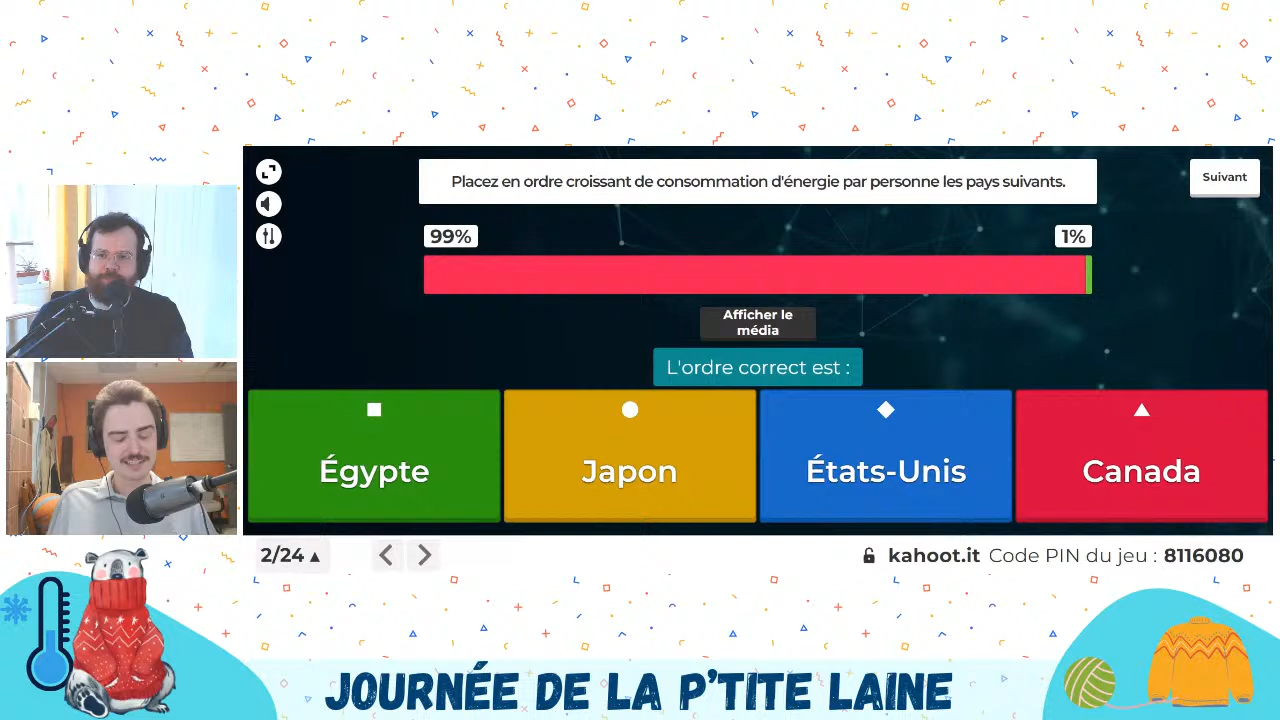 Placez en ordre croissant de consommation d'énergie par personne les pays suivants.
Suivant
99%
1%
Afficher le
média
L'ordre correct est :
Égypte
Japon
États-Unis
Canada
2/24
kahoot.it Code PIN du jeu : 8116080
JOURNÉE DE LA P'TITE LAINE